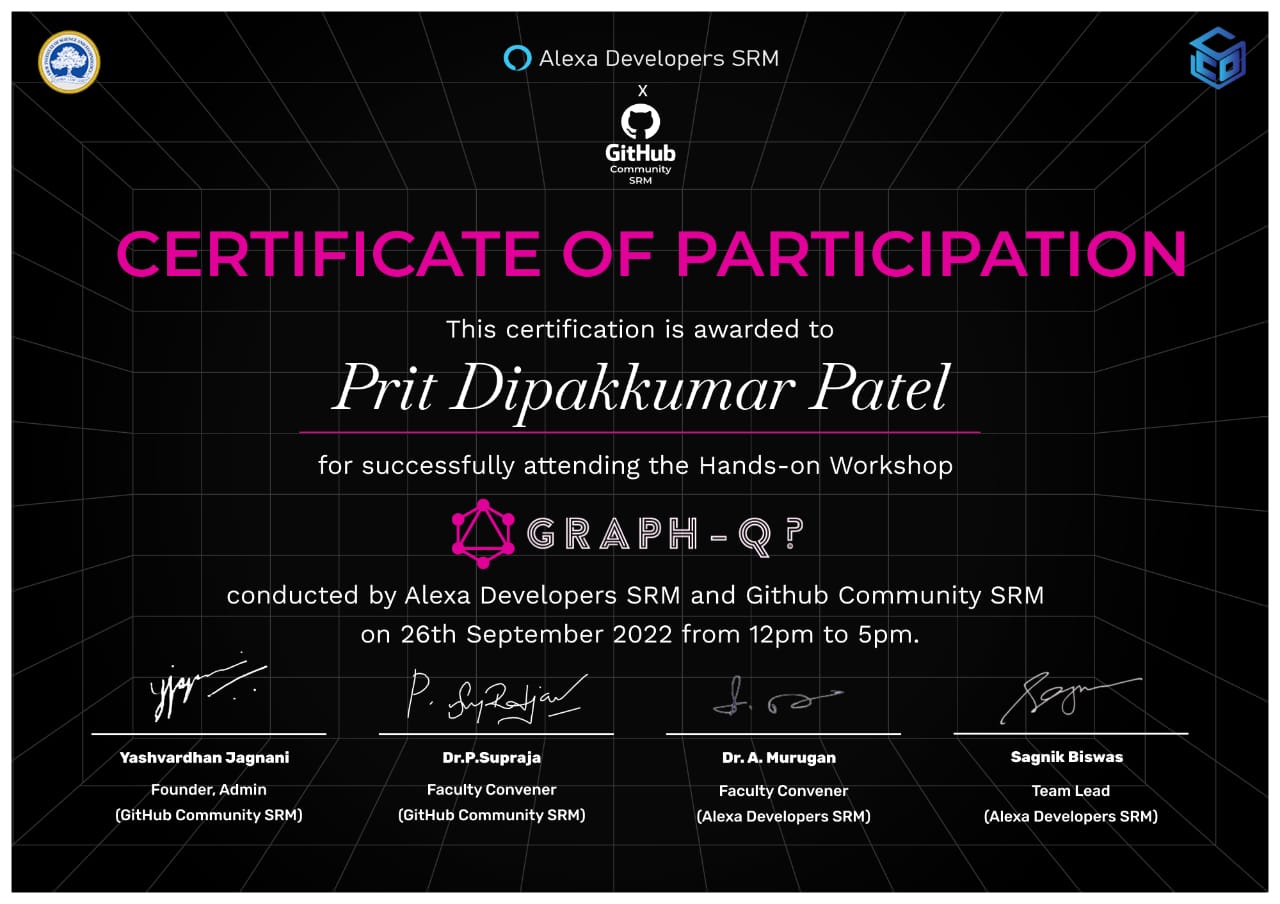 Alexa Developers SRM
X
GitHub
Community
SRM
CERTIFICATE OF PARTICIPATION
This certification is awarded to
Prit Dipakkumar Patel
for successfully attending the Hands-on Workshop
GRAPH-Q?
conducted by Alexa Developers SRM and Github Community SRM
on 26th September 2022 from 12pm to 5pm.
Yashvardhan Jagnani
Founder, Admin
(GitHub Community SRM)
Dr.P.Supraja
Faculty Convener
(GitHub Community SRM)
Dr. A. Murugan
Faculty Convener
(Alexa Developers SRM)
Sagnik Biswas
Team Lead
(Alexa Developers SRM)